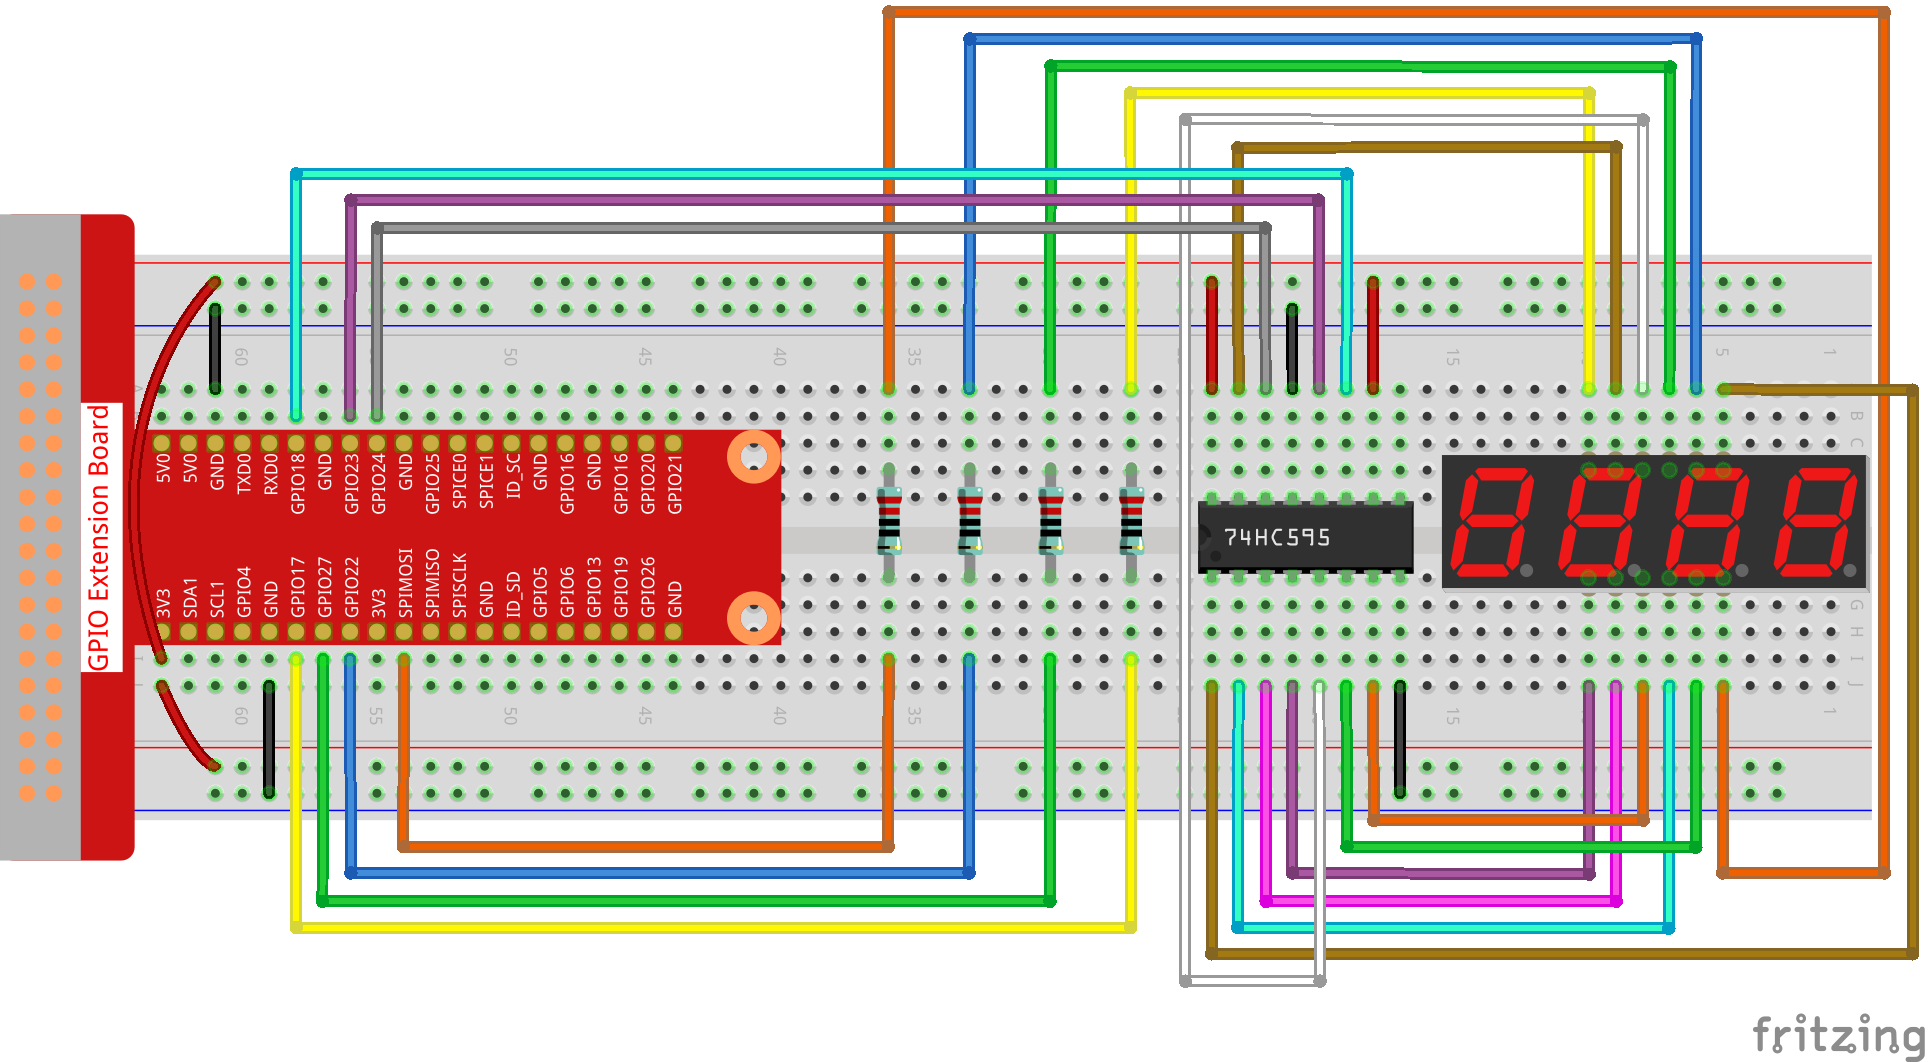 60
50
45
40
35
15
5
1
A
B
C
GPIO Extension Board
5V0
5V0
GND
TXD0
RXD0
GPIO18
GND
GPIO23
GPIO24
GND
GPIO25
SPICE0
SPICE1
ID_SC
GND
GPIO16
GND
GPIO16
GPIO20
GPIO21
74HC595
3V3
SDA1
SCL1
GPIO4
GND
GPIO17
GPIO27
GPIO22
3V3
SPIMOSI
SPIMISO
SPISCLK
GND
ID_SD
GPIO5
GPIO6
GPIO13
GPIO19
GPIO26
GND
G
H
I
J
60
55
50
45
40
35
15
1
fritzing